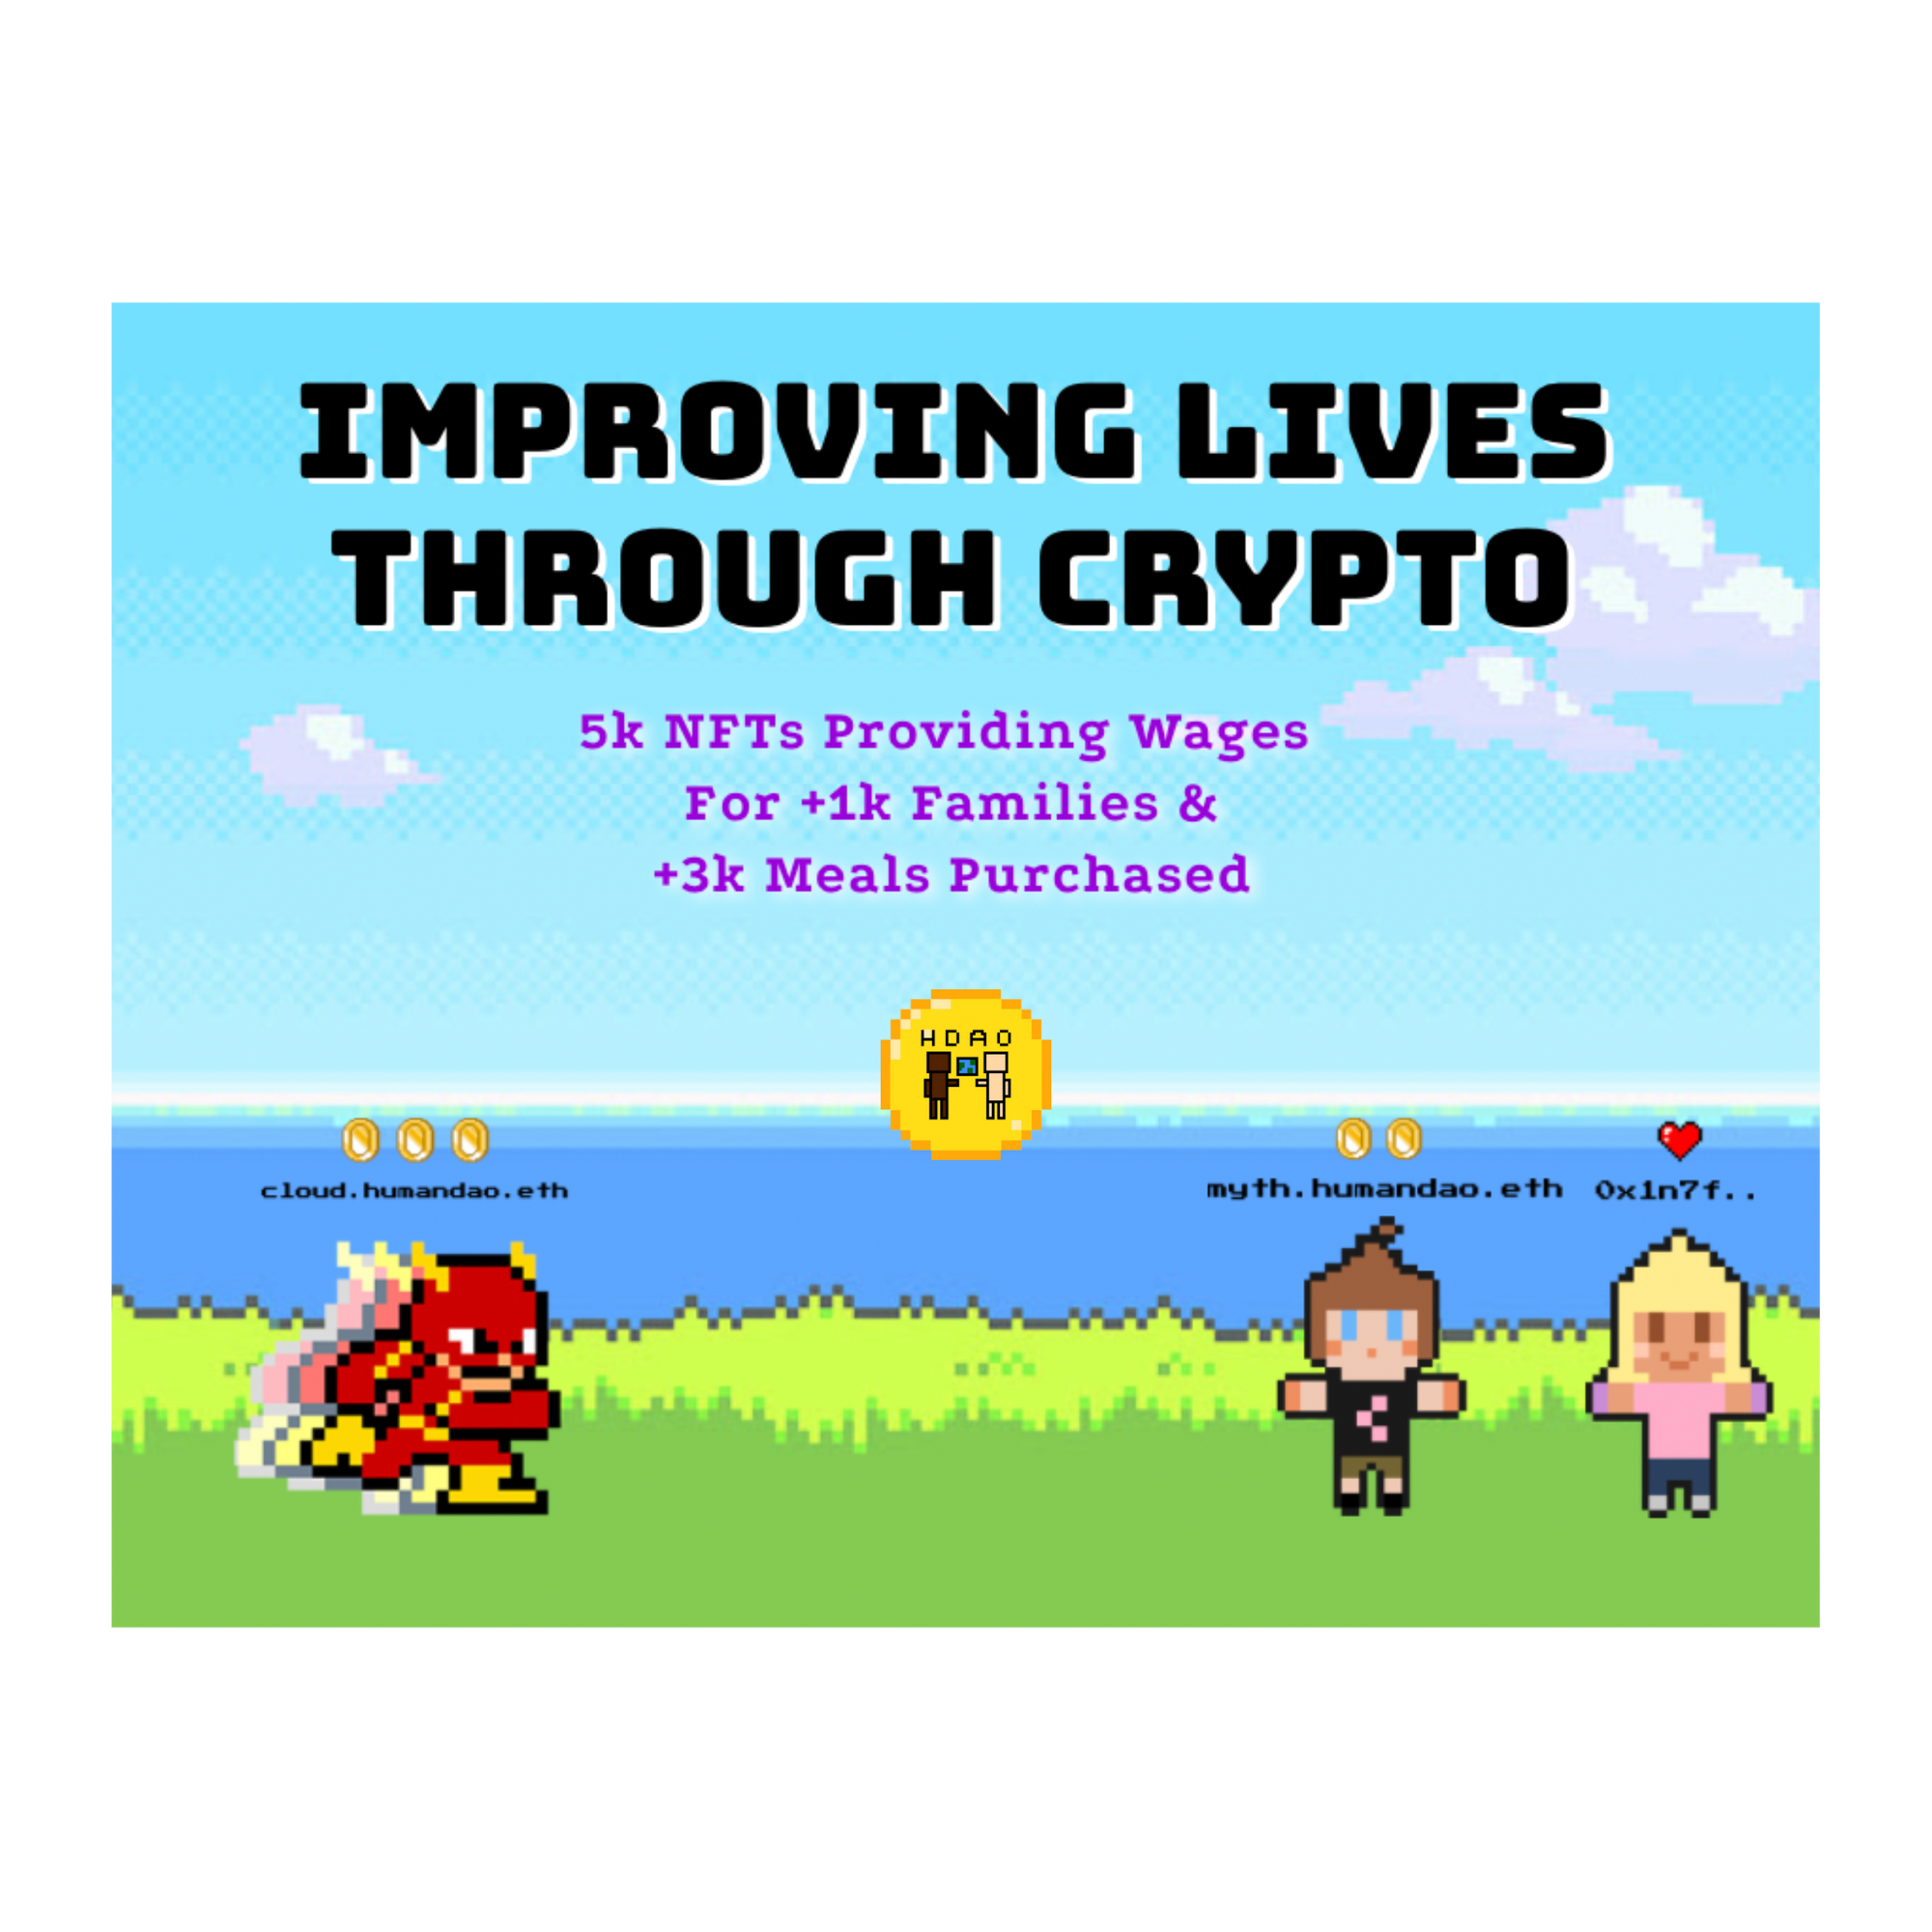 IMPROVING LIVES
THROUGH CRYPTO
5k NFTs Providing Wages
For +1k Families &
+3k Meals Purchased
HDAO
cloud.humandao.eth
myth.humandao.eth
0x1n7f..